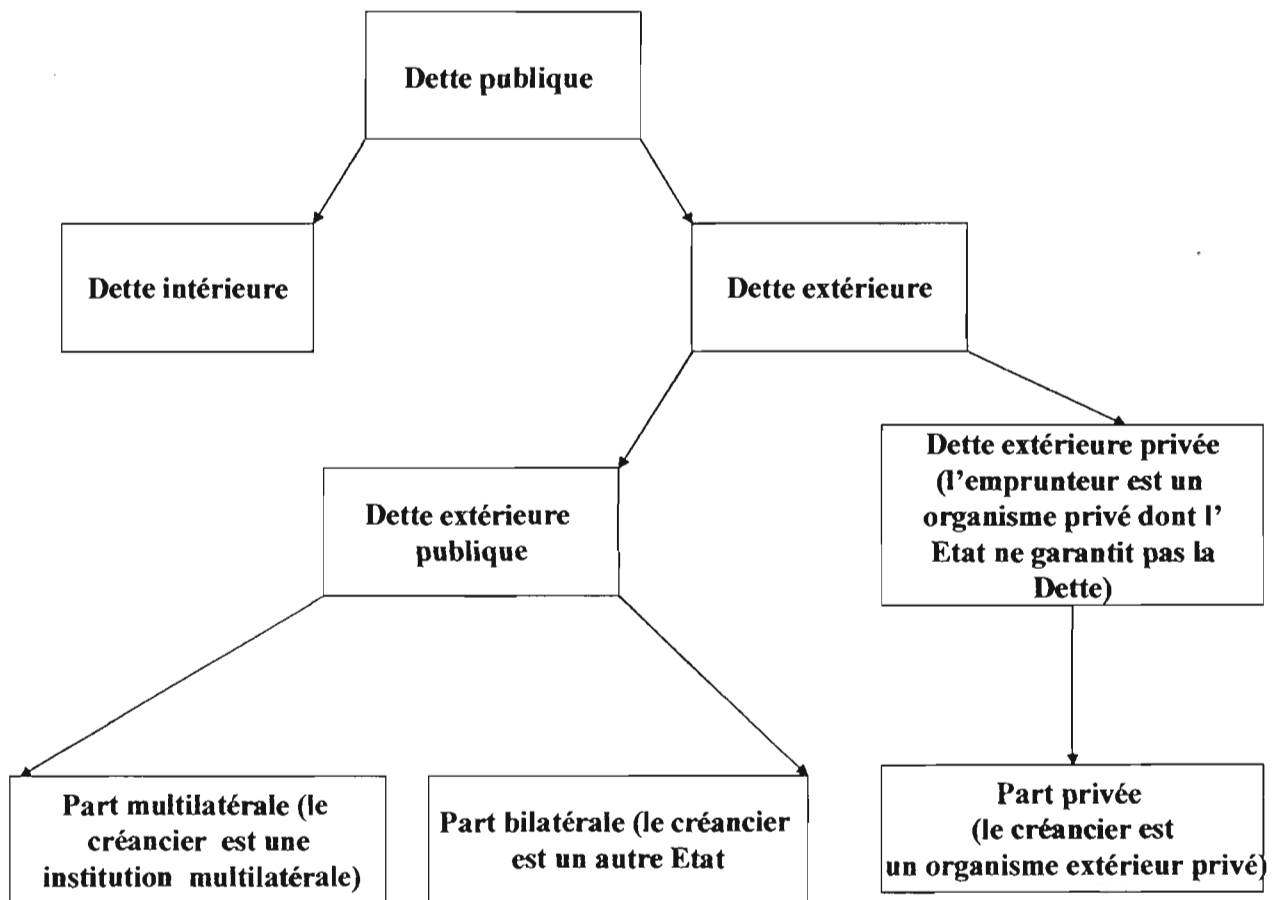 Dette publique
Dette intérieure
Dette extérieure
Dette extérieure
publique
Dette extérieure privée
(l'emprunteur est un
organisme privé dont l'
Etat ne garantit pas la
Dette)
Part multilatérale (le
créancier est une
institution multilatérale)
Part bilatérale (le créancier
est un autre Etat
Part privée
(le créancier est
un organisme extérieur privé)